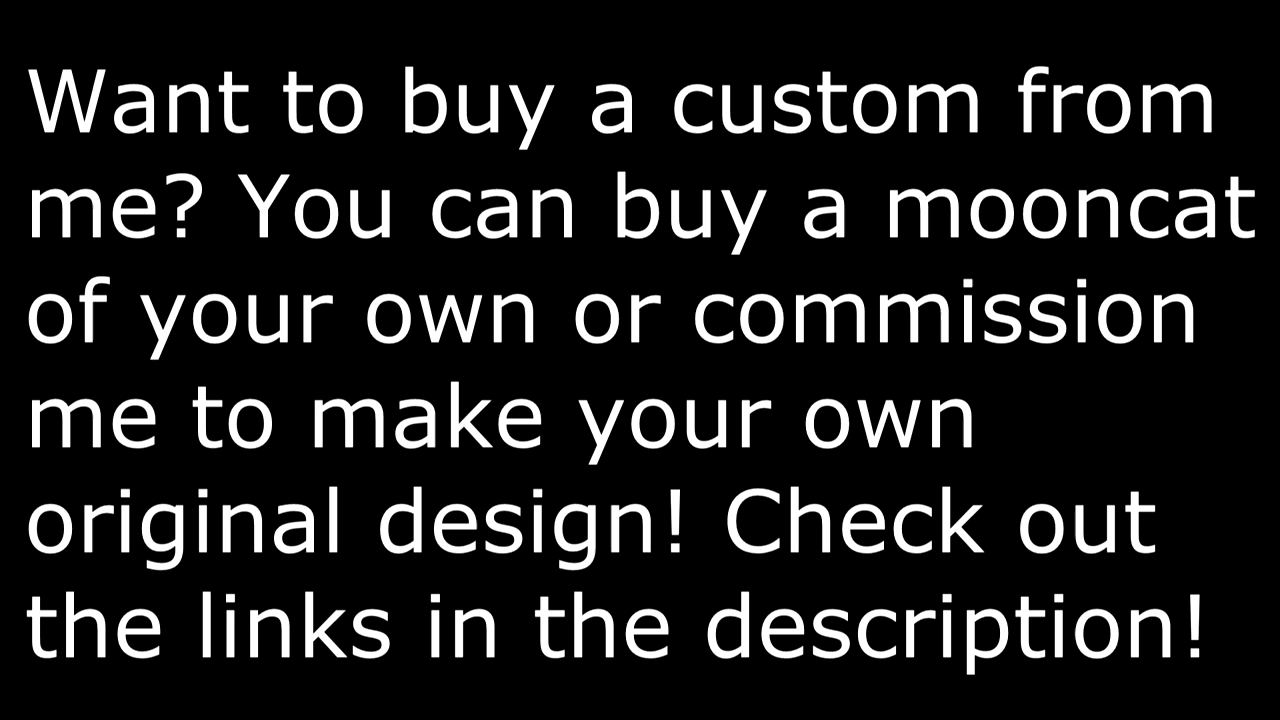 Want to buy a custom from
me? You can buy a mooncat
of your own or commission
me to make your own
original design! Check out
the links in the description!